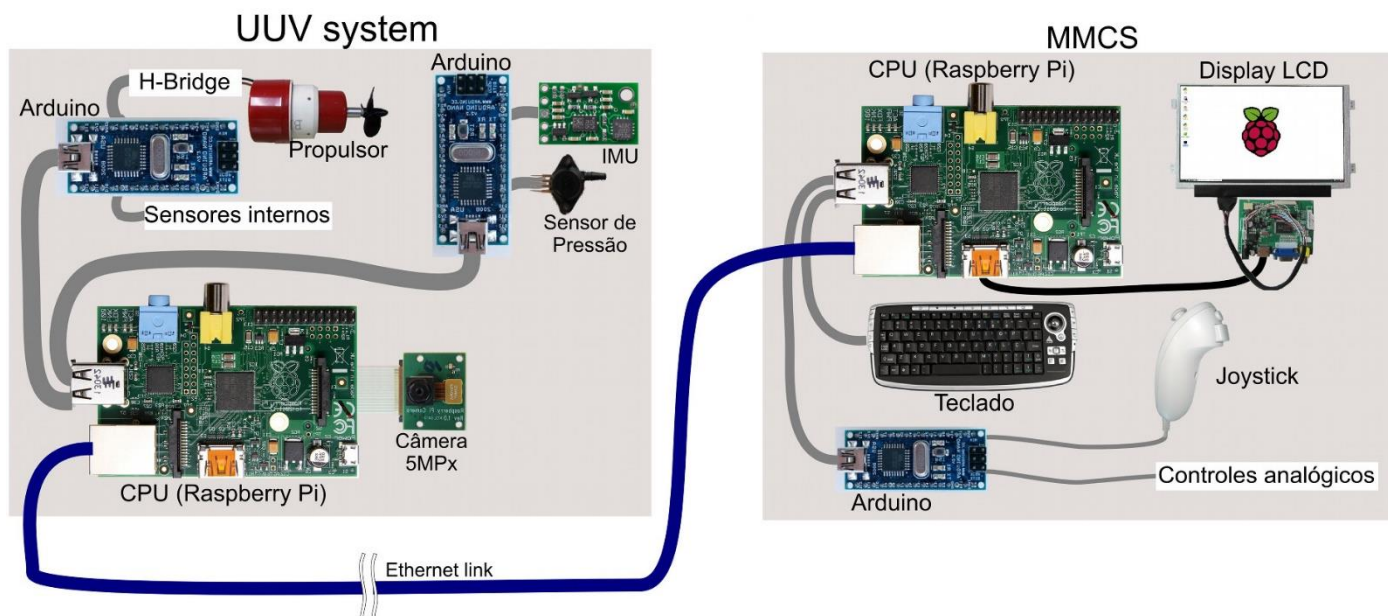 UUV system
MMCS
Arduino
H-Bridge
Propulsor
Sensores internos
Arduino
IMU
Sensor de
Pressão
Câmera
5MPx
CPU (Raspberry Pi)
Ethernet link
CPU (Raspberry Pi)
Display LCD
Teclado
Joystick
Arduino
Controles analógicos